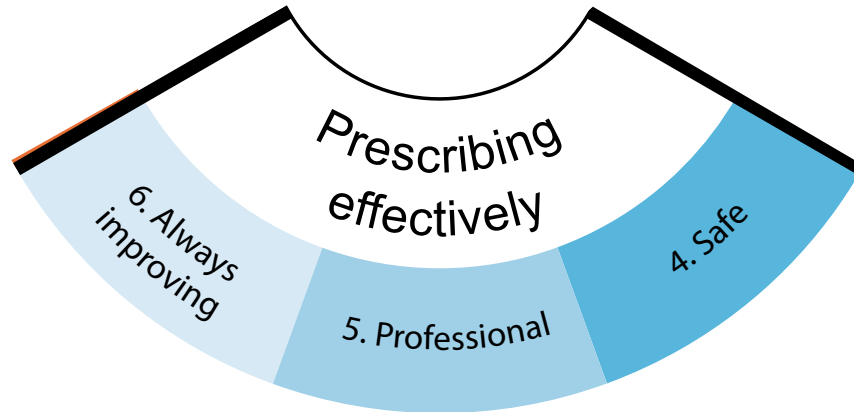 Prescribing
effectively
6. Always
improving
5. Professional
4. Safe